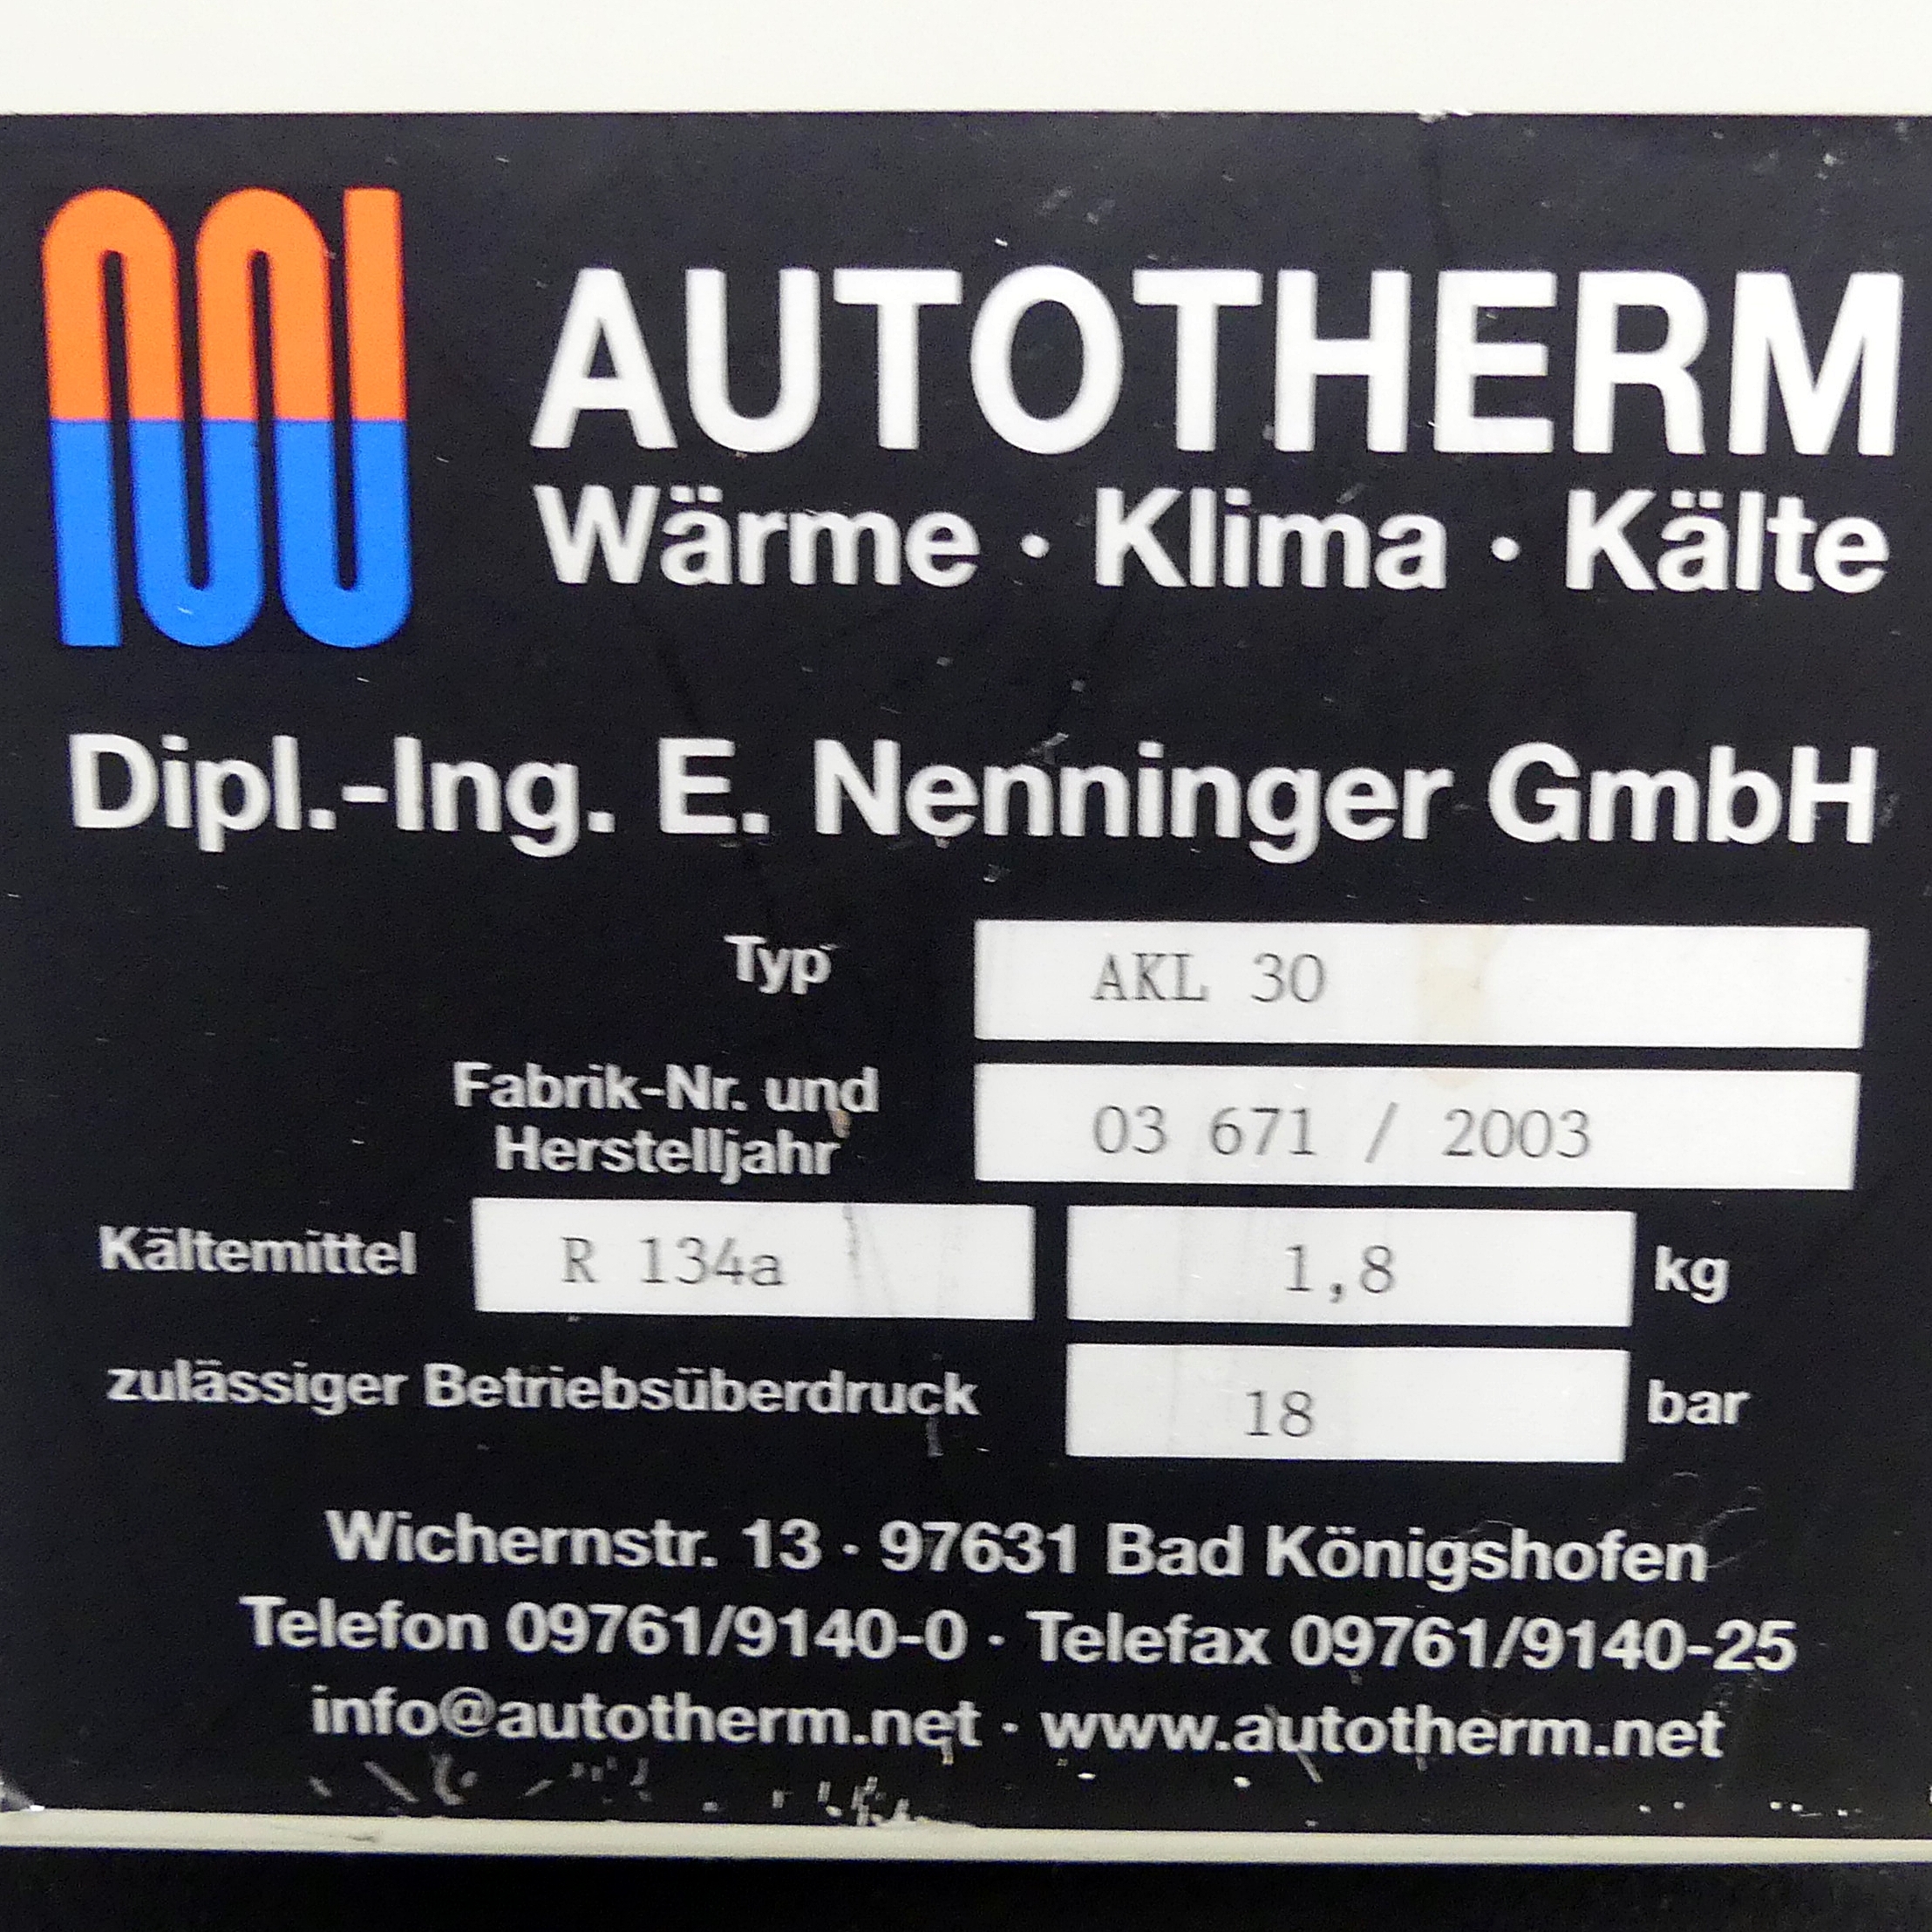 AUTOTHERM
Wärme · Klima · Kälte
Dipl.-Ing. E. Nenninger GmbH
Typ AKL 30
Fabrik-Nr. und
Herstelljahr 03 671 / 2003
Kältemittel R 134a 1,8 kg
zulässiger Betriebsüberdruck 18 bar
Wichernstr. 13 · 97631 Bad Königshofen
Telefon 09761/9140-0 · Telefax 09761/9140-25
info@autotherm.net · www.autotherm.net